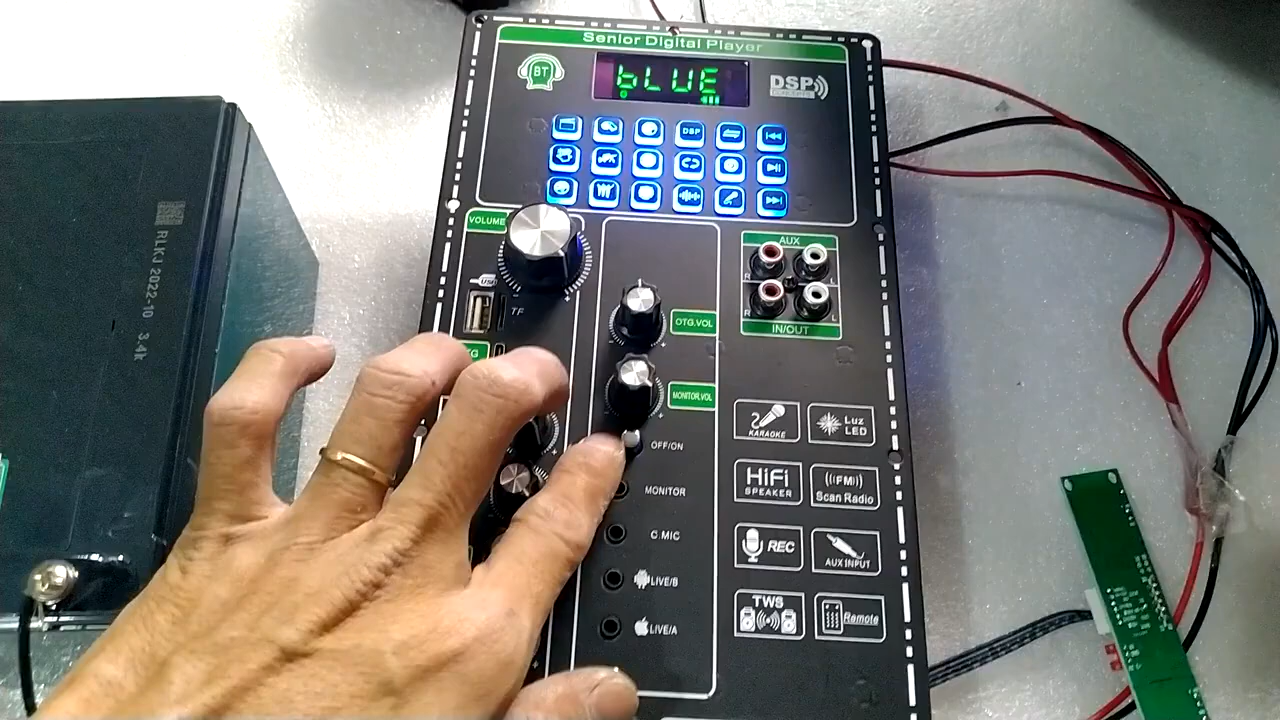 Senior Digital Player
BT
bLUE
DSP
DSP
VOLUME
USB
TF
AUX
R
L
R
L
IN/OUT
OTG.VOL
MONITOR.VOL
OFF/ON
MONITOR
C.MIC
LIVE/B
LIVE/A
KARAOKE
Luz
LED
HiFi
SPEAKER
((FM))
Scan Radio
REC
AUX INPUT
TWS
Remote
RLKJ 2022-10 3.4k